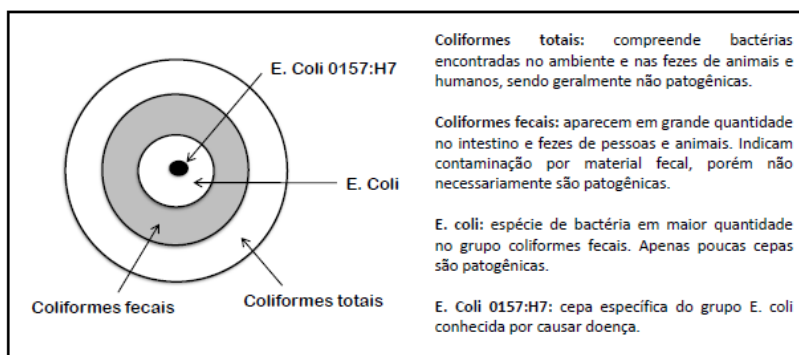 E. Coli 0157:H7
E. Coli
Coliformes fecais
Coliformes totais
Coliformes totais: compreende bactérias
encontradas no ambiente e nas fezes de animais e
humanos, sendo geralmente não patogênicas.
Coliformes fecais: aparecem em grande quantidade
no intestino e fezes de pessoas e animais. Indicam
contaminação por material fecal, porém não
necessariamente são patogênicas.
E. coli: espécie de bactéria em maior quantidade
no grupo coliformes fecais. Apenas poucas cepas
são patogênicas.
E. Coli 0157:H7: cepa específica do grupo E. coli
conhecida por causar doença.